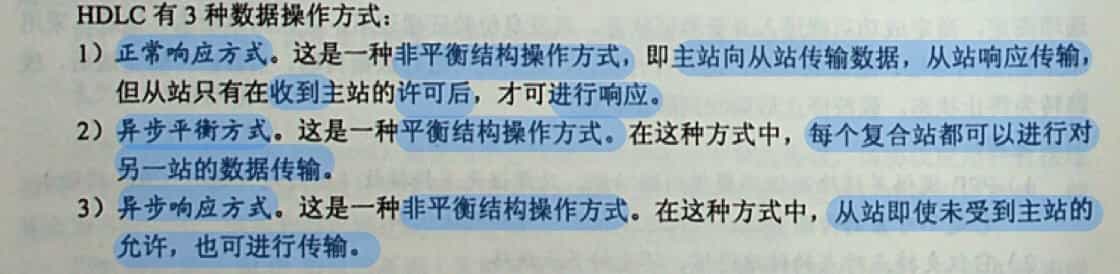 HDLC 有 3 种数据操作方式：
1）正常响应方式。这是一种非平衡结构操作方式，即主站向从站传输数据，从站响应传输，
但从站只有在收到主站的许可后，才可进行响应。
2）异步平衡方式。这是一种平衡结构操作方式。在这种方式中，每个复合站都可以进行对
另一站的数据传输。
3）异步响应方式。这是一种非平衡结构操作方式。在这种方式中，从站即使未受到主站的
允许，也可进行传输。